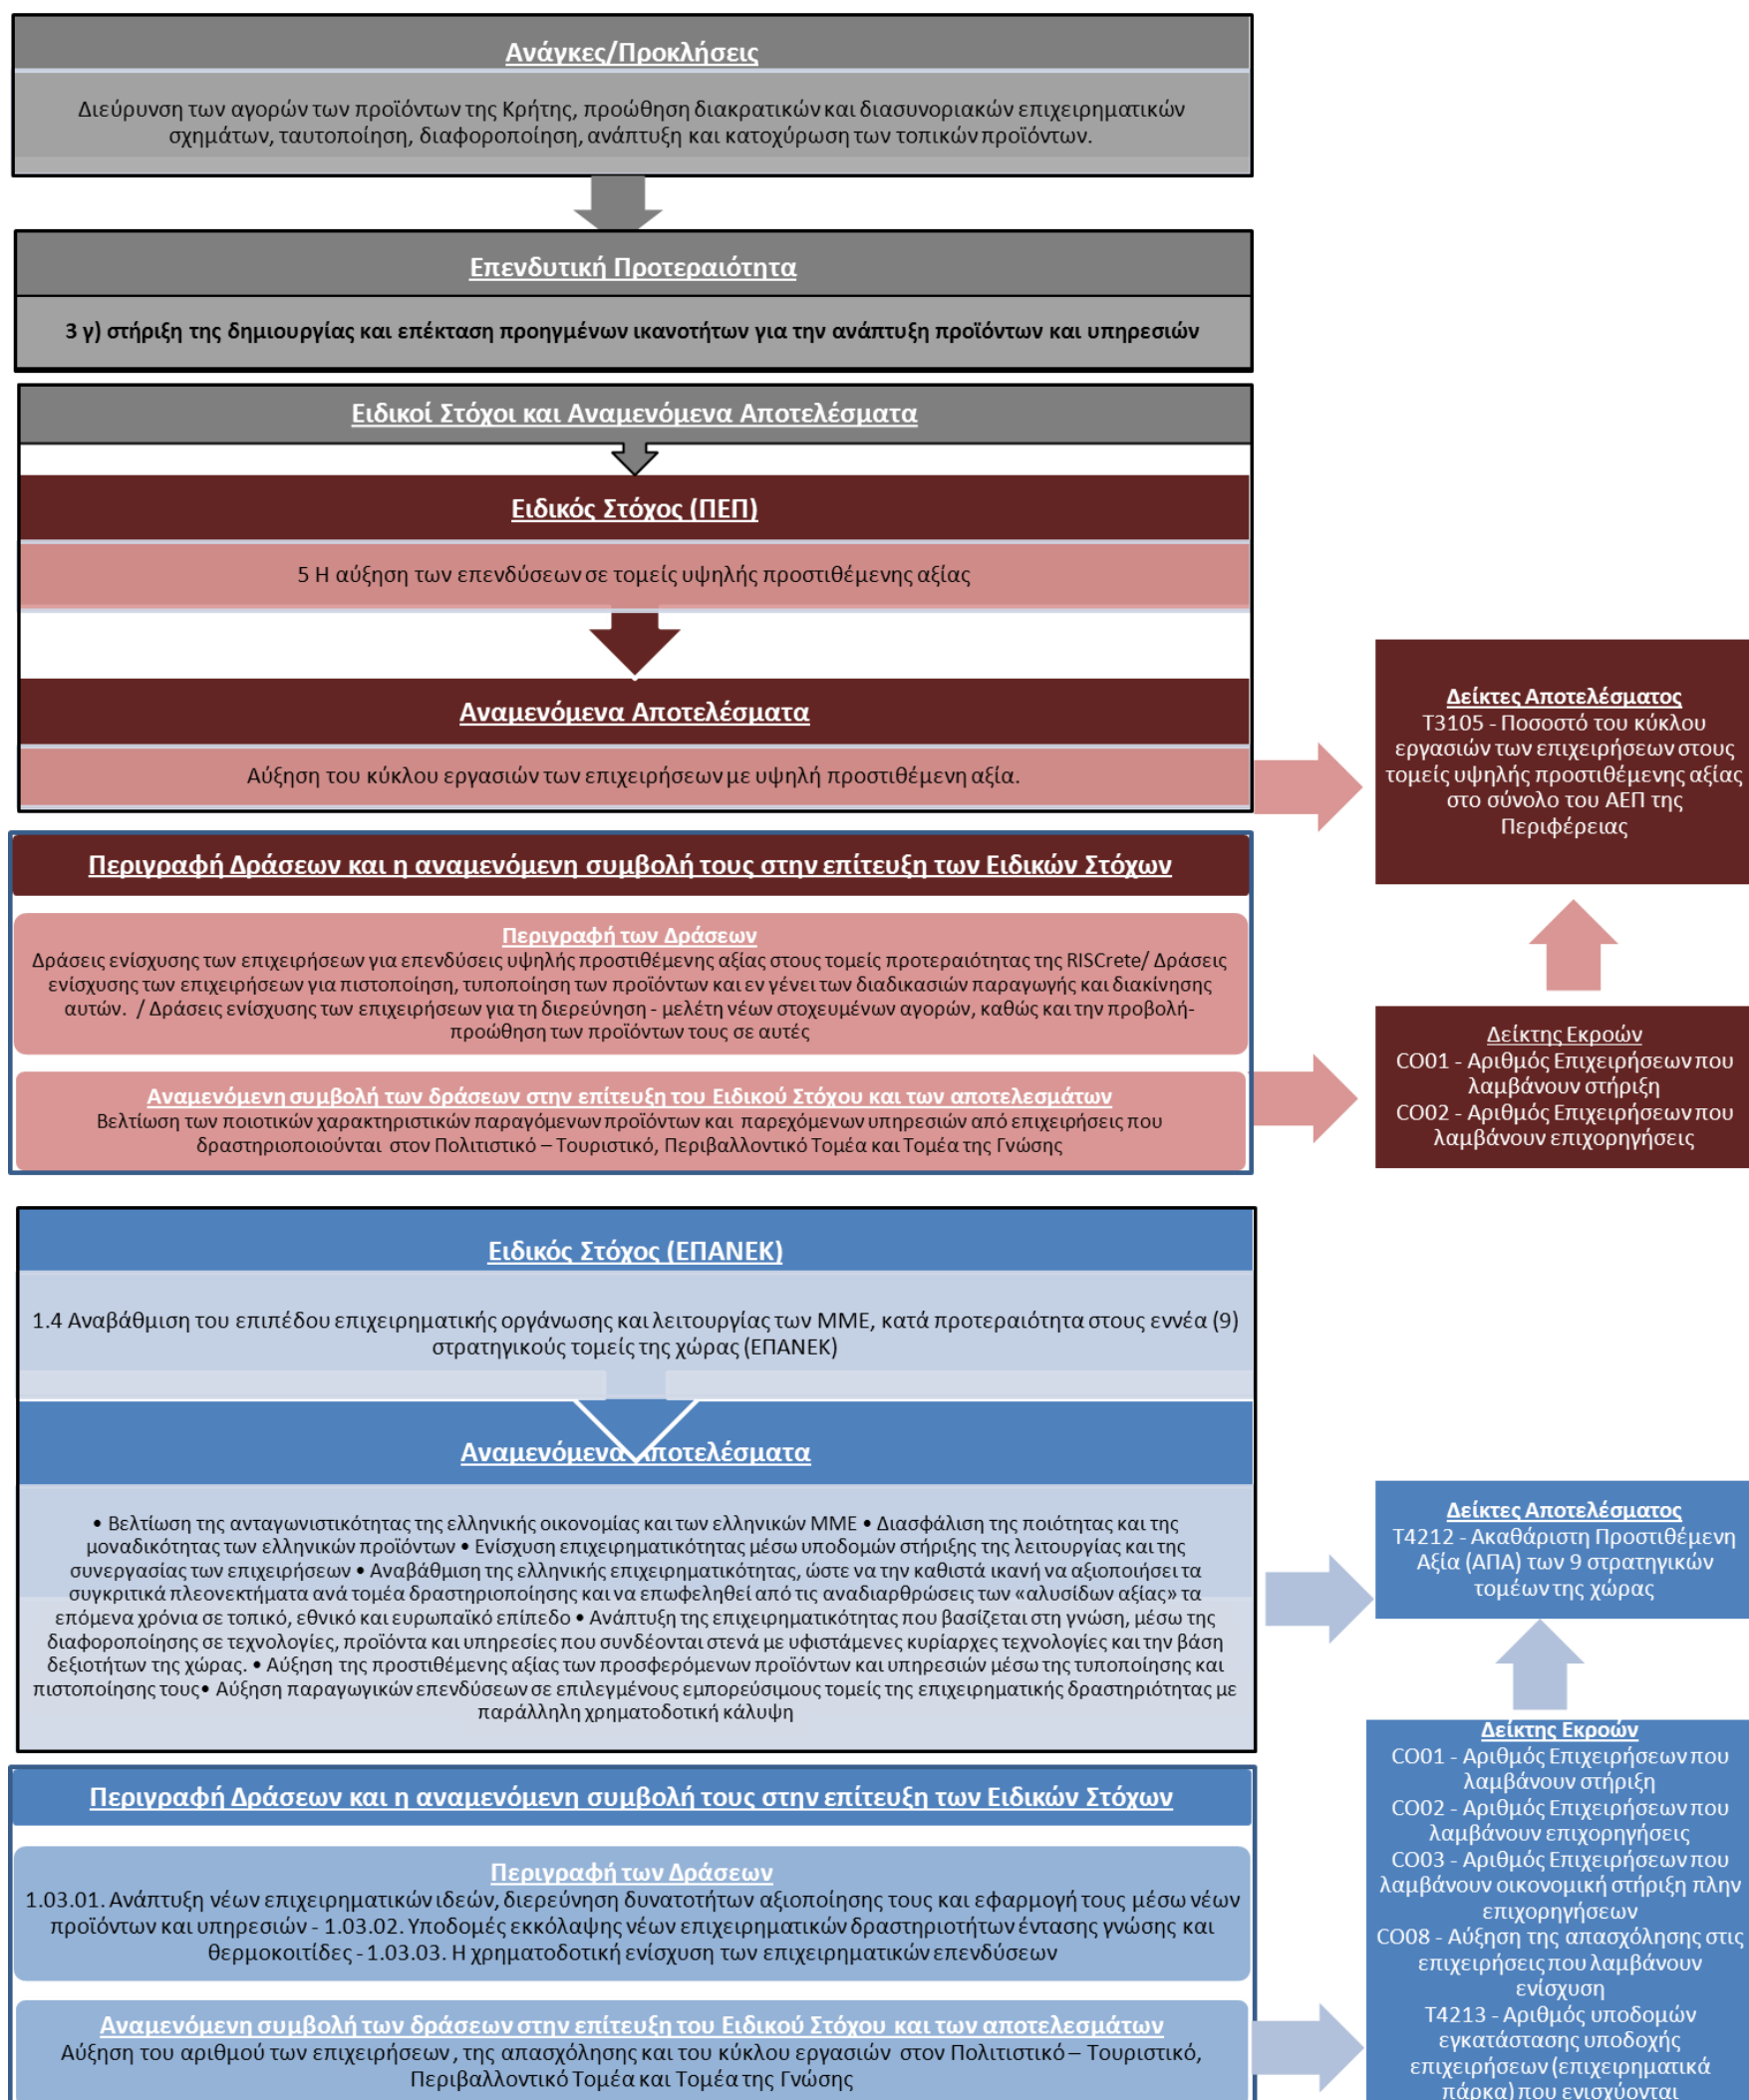 Ανάγκες/Προκλήσεις
Διεύρυνση των αγορών των προϊόντων της Κρήτης, προώθηση διακρατικών και διασυνοριακών επιχειρηματικών
σχημάτων, ταυτοποίηση, διαφοροποίηση, ανάπτυξη και κατοχύρωση των τοπικών προϊόντων.
Επενδυτική Προτεραιότητα
3 γ) στήριξη της δημιουργίας και επέκταση προηγμένων ικανοτήτων για την ανάπτυξη προϊόντων και υπηρεσιών
Ειδικοί Στόχοι και Αναμενόμενα Αποτελέσματα
Ειδικός Στόχος (ΠΕΠ)
5 Η αύξηση των επενδύσεων σε τομείς υψηλής προστιθέμενης αξίας
Αναμενόμενα Αποτελέσματα
Αύξηση του κύκλου εργασιών των επιχειρήσεων με υψηλή προστιθέμενη αξία.
Δείκτες Αποτελέσματος
Τ3105 - Ποσοστό του κύκλου
εργασιών των επιχειρήσεων στους
τομείς υψηλής προστιθέμενης αξίας
στο σύνολο του ΑΕΠ της
Περιφέρειας
Περιγραφή Δράσεων και η αναμενόμενη συμβολή τους στην επίτευξη των Ειδικών Στόχων
Περιγραφή των Δράσεων
Δράσεις ενίσχυσης των επιχειρήσεων για επενδύσεις υψηλής προστιθέμενης αξίας στους τομείς προτεραιότητας της RISCrete/ Δράσεις
ενίσχυσης των επιχειρήσεων για πιστοποίηση, τυποποίηση των προϊόντων και εν γένει των διαδικασιών παραγωγής και διακίνησης
αυτών. / Δράσεις ενίσχυσης των επιχειρήσεων για τη διερεύνηση - μελέτη νέων στοχευμένων αγορών, καθώς και την προβολή-
προώθηση των προϊόντων τους σε αυτές
Αναμενόμενη συμβολή των δράσεων στην επίτευξη του Ειδικού Στόχου και των αποτελεσμάτων
Βελτίωση των ποιοτικών χαρακτηριστικών παραγόμενων προϊόντων και παρεχόμενων υπηρεσιών από επιχειρήσεις που
δραστηριοποιούνται στον Πολιτιστικό – Τουριστικό, Περιβαλλοντικό Τομέα και Τομέα της Γνώσης
Δείκτης Εκροών
CO01 - Αριθμός Επιχειρήσεων που
λαμβάνουν στήριξη
CO02 - Αριθμός Επιχειρήσεων που
λαμβάνουν επιχορηγήσεις
Ειδικός Στόχος (ΕΠΑΝΕΚ)
1.4 Αναβάθμιση του επιπέδου επιχειρηματικής οργάνωσης και λειτουργίας των ΜΜΕ, κατά προτεραιότητα στους εννέα (9)
στρατηγικούς τομείς της χώρας (ΕΠΑΝΕΚ)
Αναμενόμενα Αποτελέσματα
• Βελτίωση της ανταγωνιστικότητας της ελληνικής οικονομίας και των ελληνικών ΜΜΕ • Διασφάλιση της ποιότητας και της
μοναδικότητας των ελληνικών προϊόντων • Ενίσχυση επιχειρηματικότητας μέσω υποδομών στήριξης της λειτουργίας και της
συνεργασίας των επιχειρήσεων • Αναβάθμιση της ελληνικής επιχειρηματικότητας, ώστε να την καθιστά ικανή να αξιοποιήσει τα
συγκριτικά πλεονεκτήματα ανά τομέα δραστηριοποίησης και να επωφεληθεί από τις αναδιαρθρώσεις των «αλυσίδων αξίας» τα
επόμενα χρόνια σε τοπικό, εθνικό και ευρωπαϊκό επίπεδο • Ανάπτυξη της επιχειρηματικότητας που βασίζεται στη γνώση, μέσω της
διαφοροποίησης σε τεχνολογίες, προϊόντα και υπηρεσίες που συνδέονται στενά με υφιστάμενες κυρίαρχες τεχνολογίες και την βάση
δεξιοτήτων της χώρας. • Αύξηση της προστιθέμενης αξίας των προσφερόμενων προϊόντων και υπηρεσιών μέσω της τυποποίησης και
πιστοποίησης τους• Αύξηση παραγωγικών επενδύσεων σε επιλεγμένους εμπορεύσιμους τομείς της επιχειρηματικής δραστηριότητας με
παράλληλη χρηματοδοτική κάλυψη
Δείκτες Αποτελέσματος
Τ4212 - Ακαθάριστη Προστιθέμενη
Αξία (ΑΠΑ) των 9 στρατηγικών
τομέων της χώρας
Περιγραφή Δράσεων και η αναμενόμενη συμβολή τους στην επίτευξη των Ειδικών Στόχων
Περιγραφή των Δράσεων
1.03.01. Ανάπτυξη νέων επιχειρηματικών ιδεών, διερεύνηση δυνατοτήτων αξιοποίησης τους και εφαρμογή τους μέσω νέων
προϊόντων και υπηρεσιών - 1.03.02. Υποδομές εκκόλαψης νέων επιχειρηματικών δραστηριοτήτων έντασης γνώσης και
θερμοκοιτίδες - 1.03.03. Η χρηματοδοτική ενίσχυση των επιχειρηματικών επενδύσεων
Αναμενόμενη συμβολή των δράσεων στην επίτευξη του Ειδικού Στόχου και των αποτελεσμάτων
Αύξηση του αριθμού των επιχειρήσεων , της απασχόλησης και του κύκλου εργασιών στον Πολιτιστικό – Τουριστικό,
Περιβαλλοντικό Τομέα και Τομέα της Γνώσης
Δείκτης Εκροών
CO01 - Αριθμός Επιχειρήσεων που
λαμβάνουν στήριξη
CO02 - Αριθμός Επιχειρήσεων που
λαμβάνουν επιχορηγήσεις
CO03 - Αριθμός Επιχειρήσεων που
λαμβάνουν οικονομική στήριξη πλην
επιχορηγήσεων
CO08 - Αύξηση της απασχόλησης στις
επιχειρήσεις που λαμβάνουν
ενίσχυση
Τ4213 - Αριθμός υποδομών
εγκατάστασης υποδοχής
επιχειρήσεων (επιχειρηματικά
πάρκα) που ενισχύονται